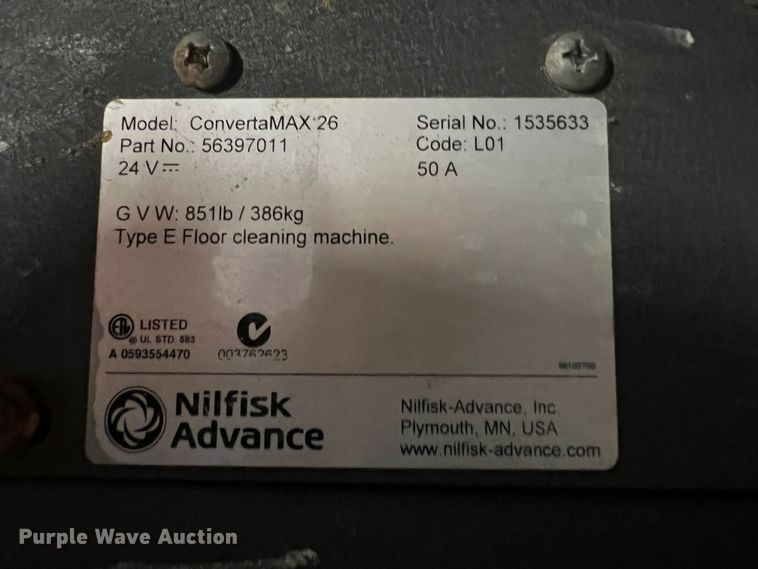 Model: ConvertaMAX 26 Serial No.: 1535633
Part No.: 56397011 Code: L01
24 V 50 A
G V W: 851lb / 386kg
Type E Floor cleaning machine.
LISTED
UL STD. 583
A 0593554470 003762623
Nilfisk
Advance
Nilfisk-Advance, Inc
Plymouth, MN, USA
www.nilfisk-advance.com
Purple Wave Auction